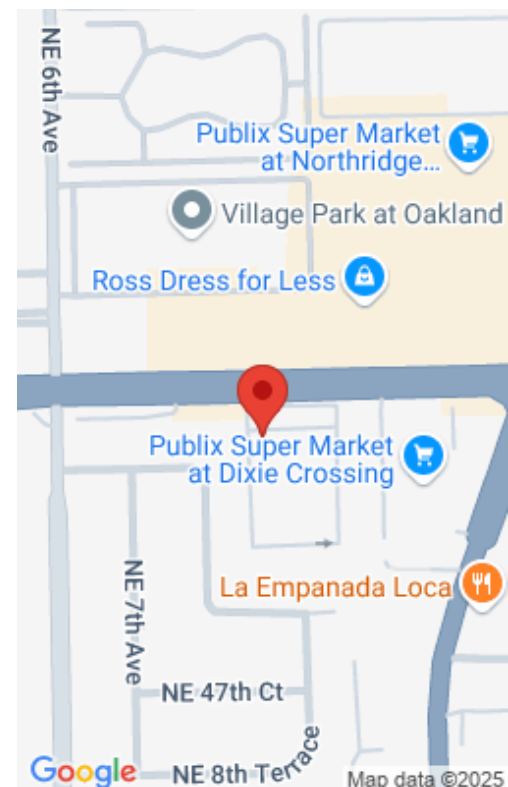 NE 6th Ave
Publix Super Market
at Northridge...
Village Park at Oakland
Ross Dress for Less
Publix Super Market
at Dixie Crossing
NE 7th Ave
La Empanada Loca
NE 47th Ct
NE 8th Terrace
Google
Map data ©2025